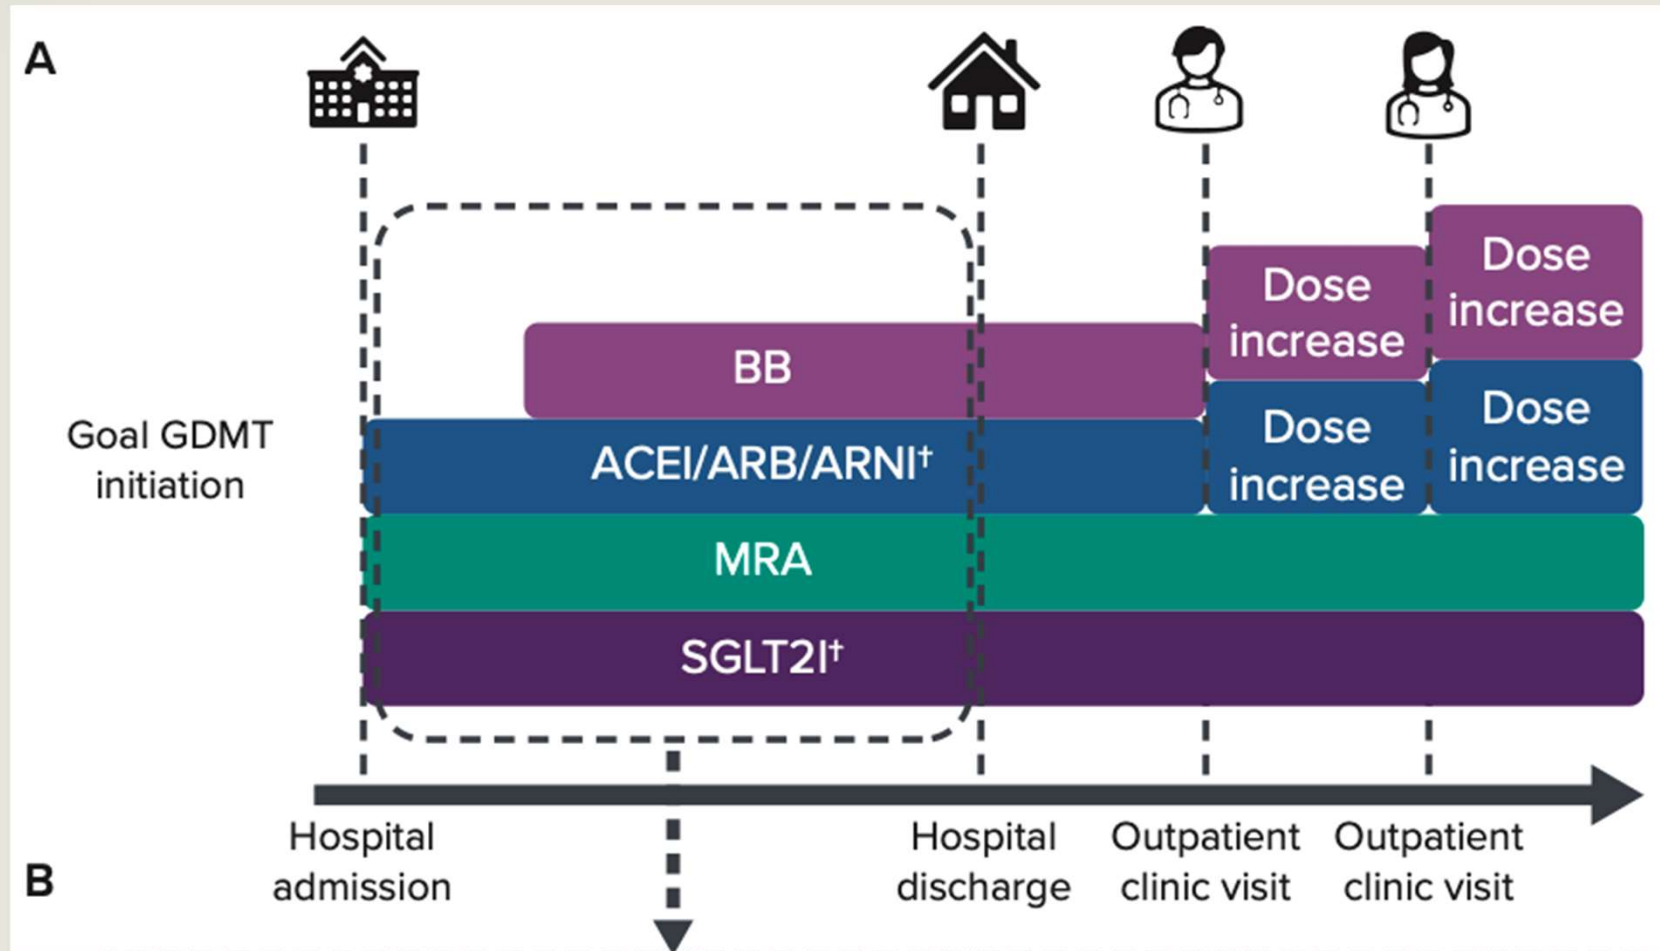 A
Dose
increase
Dose
increase
BB
Dose
increase
Dose
increase
ACEI/ARB/ARNI†
Goal GDMT
initiation
MRA
SGLT2I†
Hospital
admission
Hospital
discharge
Outpatient
clinic visit
Outpatient
clinic visit
B